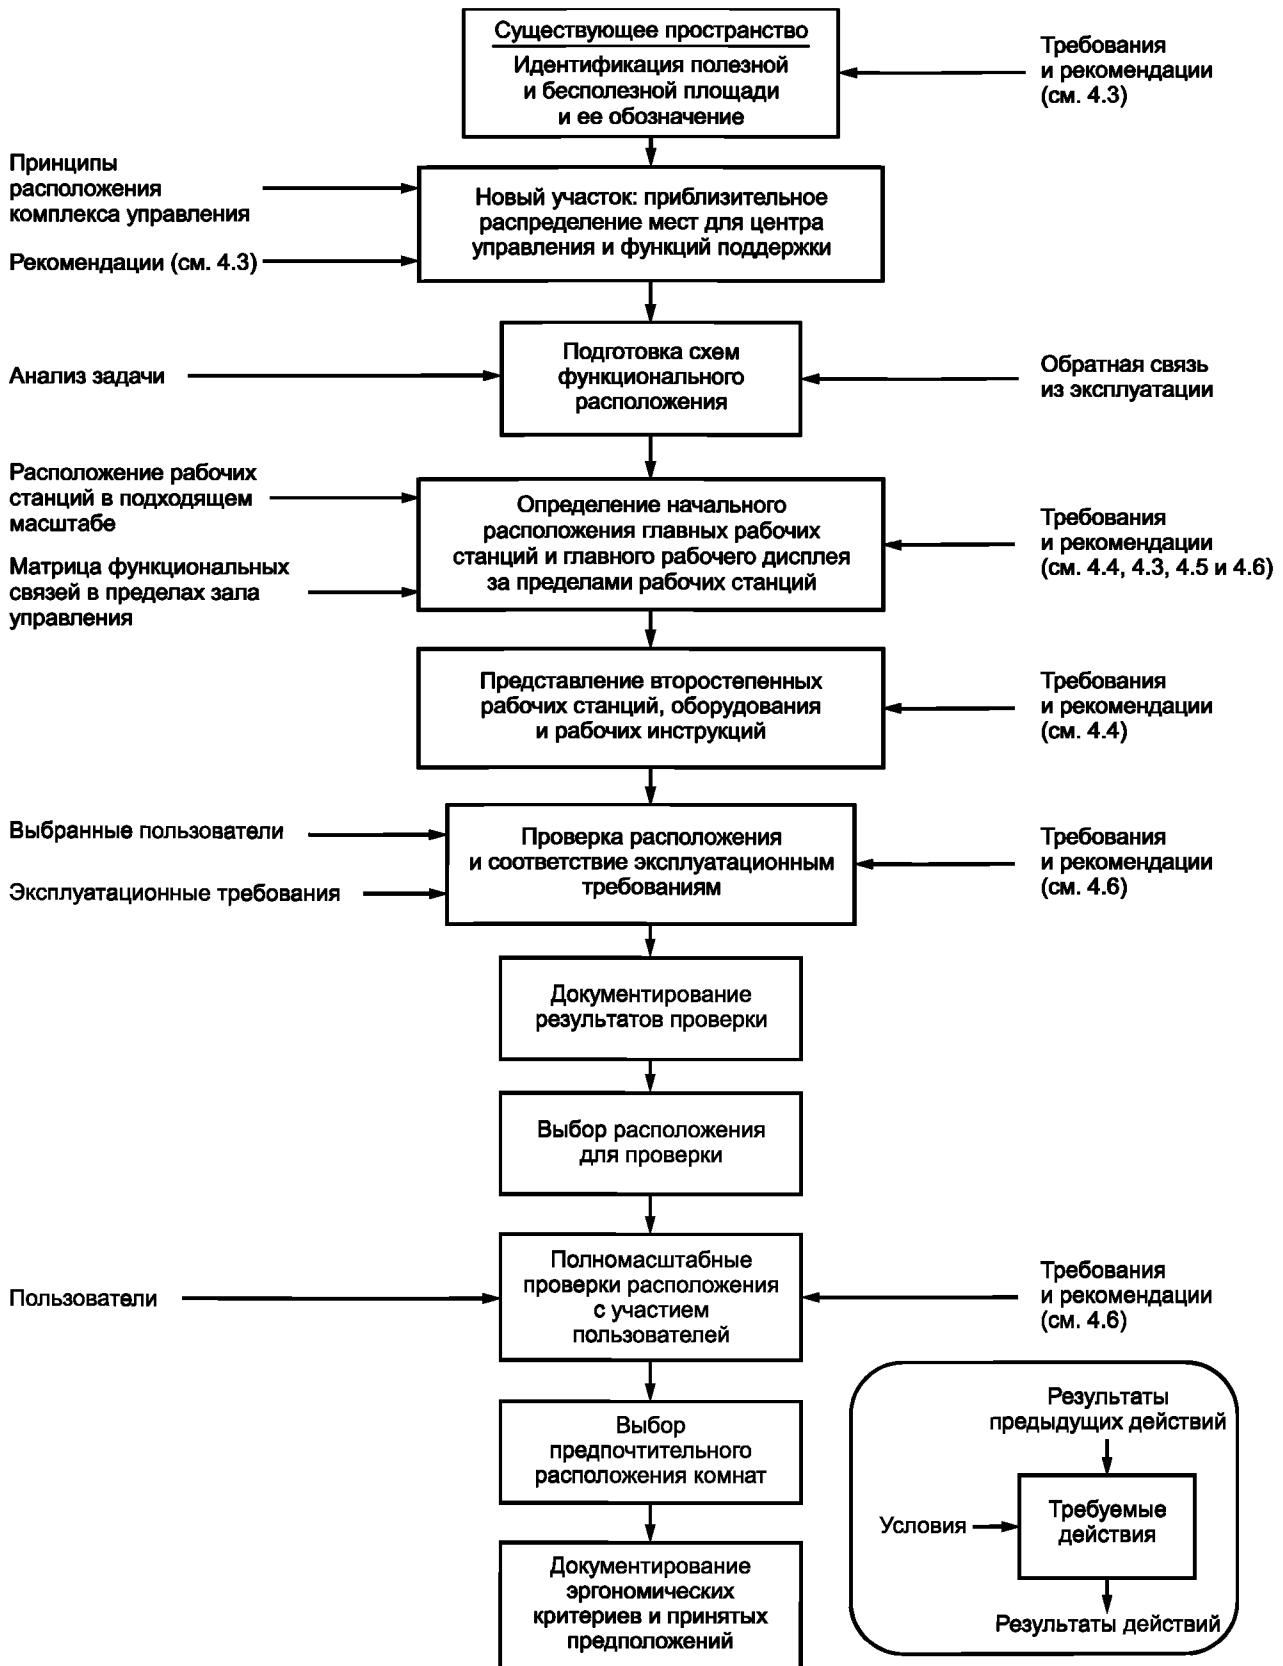 Существующее пространство
Идентификация полезной
и бесполезной площади
и ее обозначение
Требования
и рекомендации
(см. 4.3)
Принципы
расположения
комплекса управления
Рекомендации (см. 4.3)
Новый участок: приблизительное
распределение мест для центра
управления и функций поддержки
Анализ задачи
Подготовка схем
функционального
расположения
Обратная связь
из эксплуатации
Расположение рабочих
станций в подходящем
масштабе
Матрица функциональных
связей в пределах зала
управления
Определение начального
расположения главных рабочих
станций и главного рабочего дисплея
за пределами рабочих станций
Требования
и рекомендации
(см. 4.4, 4.3, 4.5 и 4.6)
Представление второстепенных
рабочих станций, оборудования
и рабочих инструкций
Требования
и рекомендации
(см. 4.4)
Выбранные пользователи
Эксплуатационные требования
Проверка расположения
и соответствие эксплуатационным
требованиям
Требования
и рекомендации
(см. 4.6)
Документирование
результатов проверки
Выбор расположения
для проверки
Пользователи
Полномасштабные
проверки расположения
с участием
пользователей
Требования
и рекомендации
(см. 4.6)
Выбор
предпочтительного
расположения комнат
Документирование
эргономических
критериев и принятых
предположений
Результаты
предыдущих действий
Условия
Требуемые
действия
Результаты действий